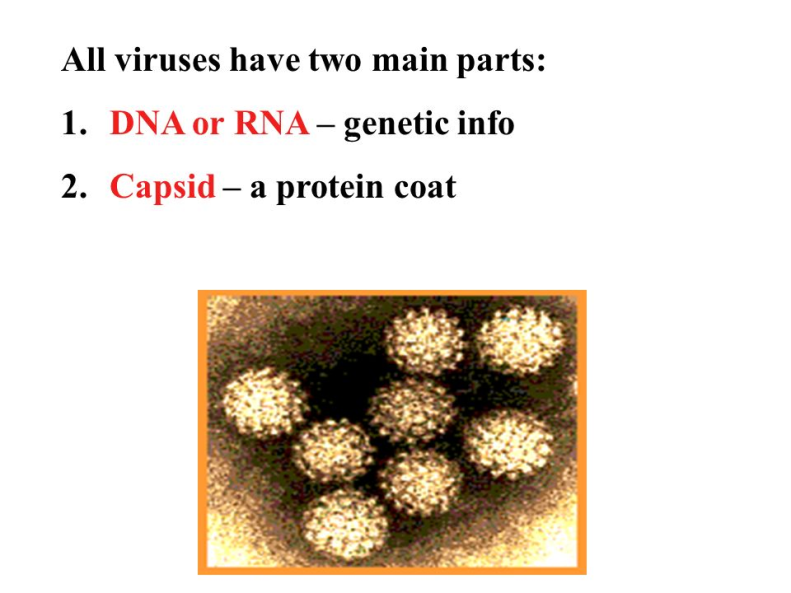 All viruses have two main parts:
1. DNA or RNA – genetic info
2. Capsid – a protein coat